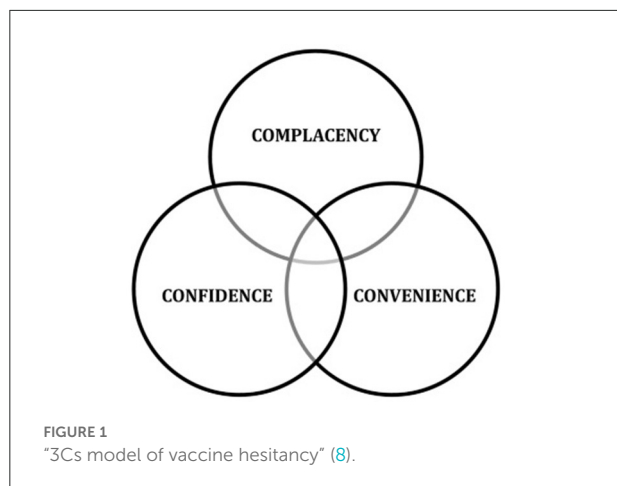 COMPLACENCY
CONFIDENCE
CONVENIENCE
FIGURE 1
“3Cs model of vaccine hesitancy” (8).